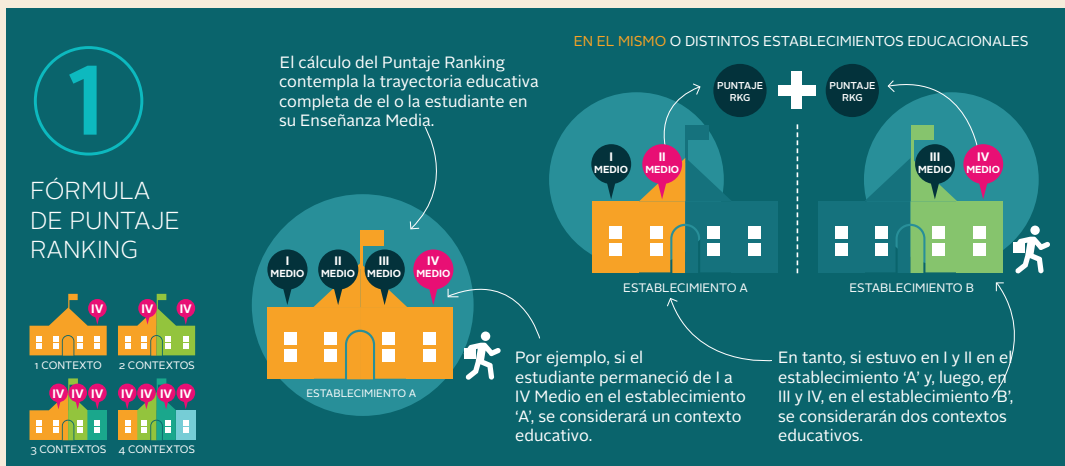 1
FÓRMULA
DE PUNTAJE
RANKING
IV
1 CONTEXTO
IV
IV
2 CONTEXTOS
IV
IV
IV
3 CONTEXTOS
IV
IV
IV
IV
4 CONTEXTOS
El cálculo del Puntaje Ranking
contempla la trayectoria educativa
completa de el o la estudiante en
su Enseñanza Media.
I
MEDIO
II
MEDIO
III
MEDIO
IV
MEDIO
ESTABLECIMIENTO A
Por ejemplo, si el
estudiante permaneció de I a
IV Medio en el establecimiento
‘A’, se considerará un contexto
educativo.
EN EL MISMO O DISTINTOS ESTABLECIMIENTOS EDUCACIONALES
PUNTAJE
RKG
PUNTAJE
RKG
I
MEDIO
II
MEDIO
III
MEDIO
IV
MEDIO
ESTABLECIMIENTO A
ESTABLECIMIENTO B
En tanto, si estuvo en I y II en el
establecimiento ‘A’ y, luego, en
III y IV, en el establecimiento ‘B’,
se considerarán dos contextos
educativos.